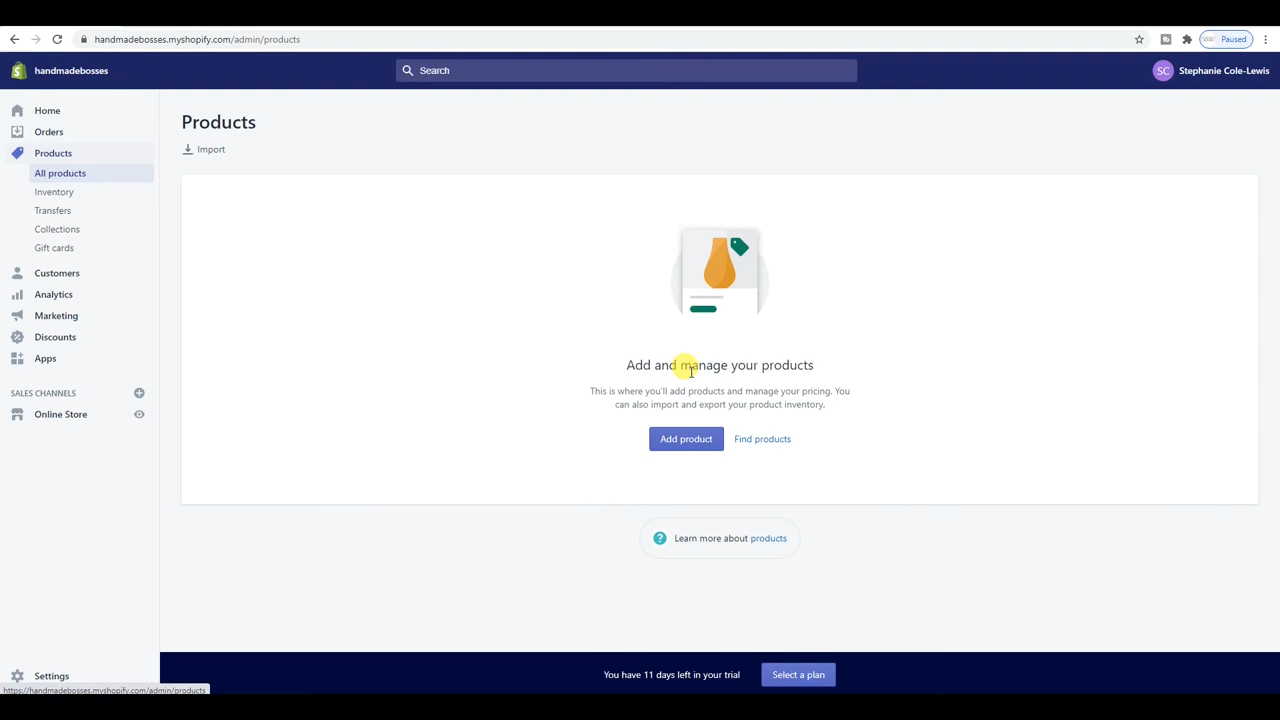 handmadebosses.myshopify.com/admin/products
Paused
handmadebosses
Search
SC
Stephanie Cole-Lewis
Home
Orders
Products
All products
Inventory
Transfers
Collections
Gift cards
Customers
Analytics
Marketing
Discounts
Apps
SALES CHANNELS
Online Store
Settings
Products
Import
Add and manage your products
This is where you'll add products and manage your pricing. You
can also import and export your product inventory.
Add product
Find products
? Learn more about products
You have 11 days left in your trial
Select a plan
https://handmadebosses.myshopify.com/admin/products